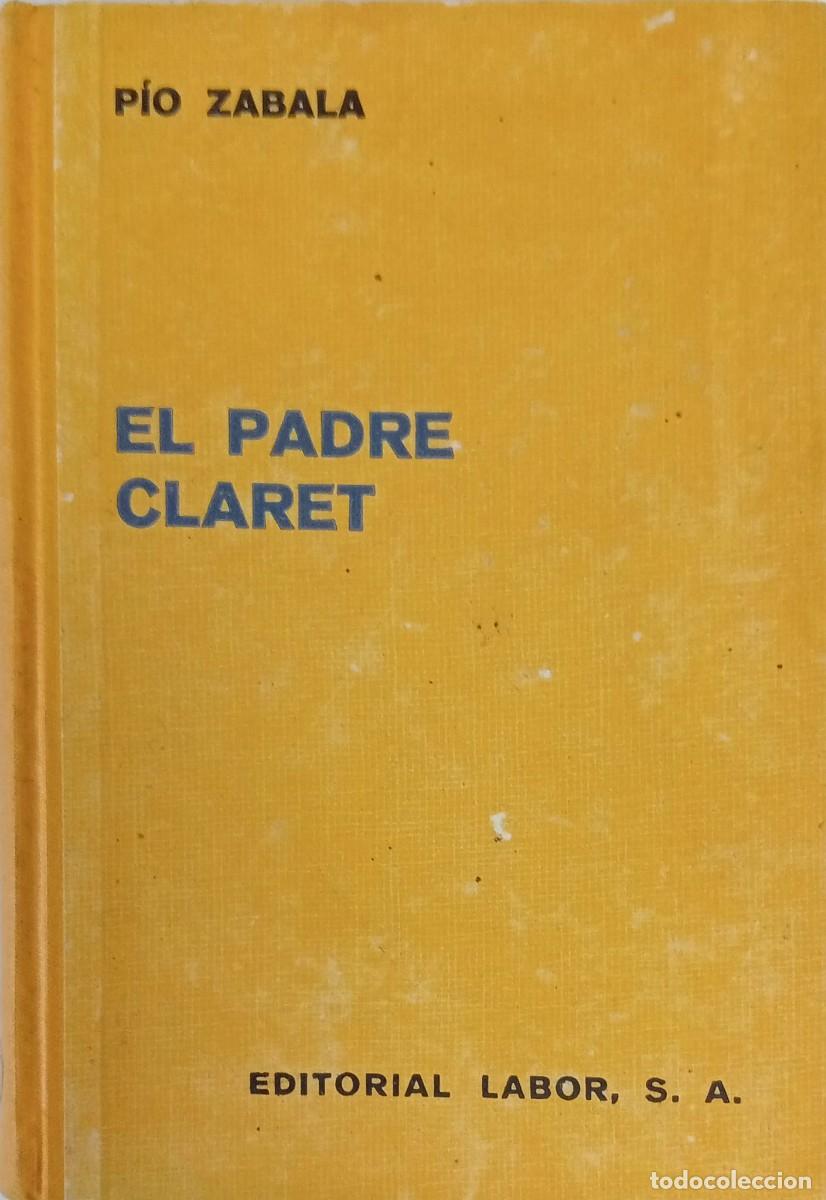 PÍO ZABALA
EL PADRE
CLARET
EDITORIAL LABOR, S. A.
todocoleccion